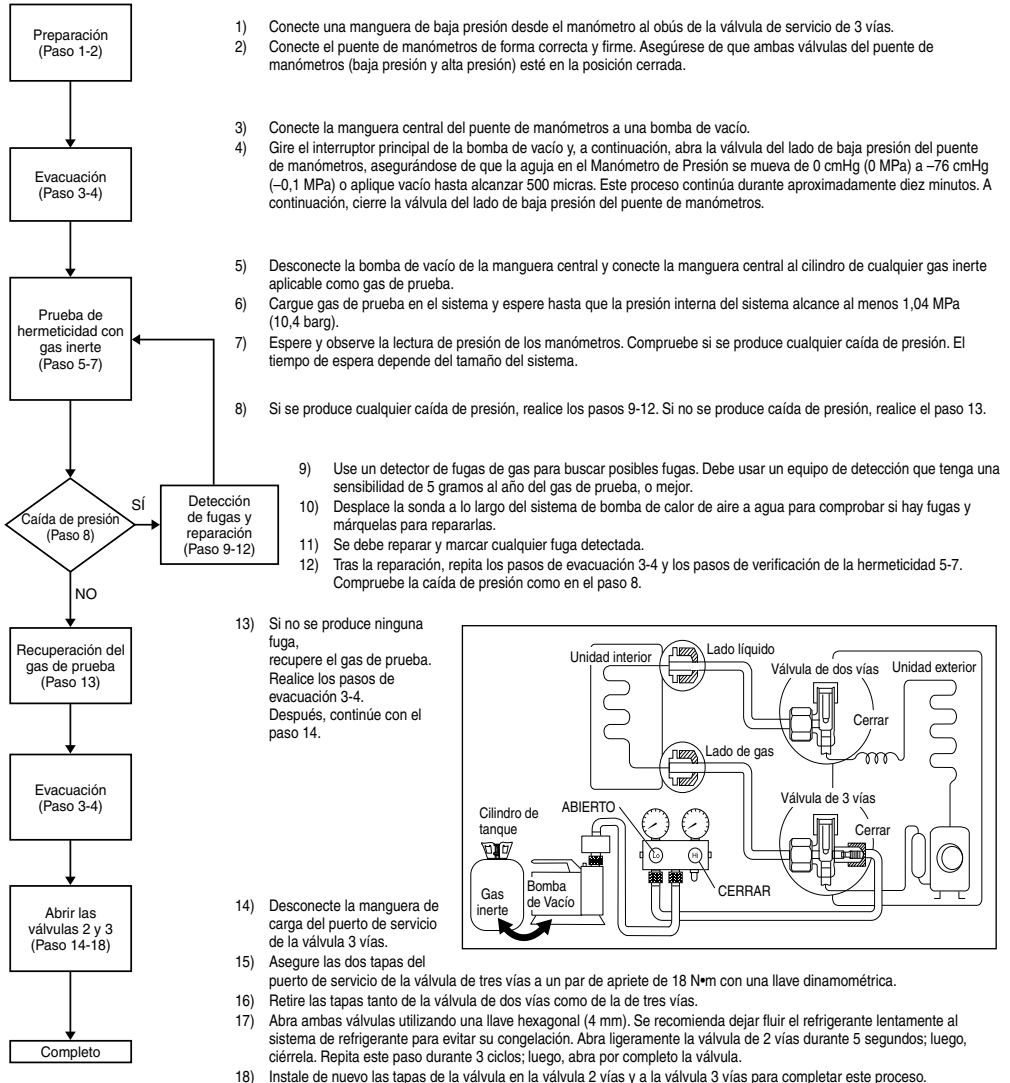 Preparación
(Paso 1-2)
1) Conecte una manguera de baja presión desde el manómetro al obús de la válvula de servicio de 3 vías.
2) Conecte el puente de manómetros de forma correcta y firme. Asegúrese de que ambas válvulas del puente de
manómetros (baja presión y alta presión) esté en la posición cerrada.
Evacuación
(Paso 3-4)
3) Conecte la manguera central del puente de manómetros a una bomba de vacío.
4) Gire el interruptor principal de la bomba de vacío y, a continuación, abra la válvula del lado de baja presión del puente
de manómetros, asegurándose de que la aguja en el Manómetro de Presión se mueva de 0 cmHg (0 MPa) a –76 cmHg
(–0,1 MPa) o aplique vacío hasta alcanzar 500 micras. Este proceso continúa durante aproximadamente diez minutos. A
continuación, cierre la válvula del lado de baja presión del puente de manómetros.
Prueba de
hermeticidad con
gas inerte
(Paso 5-7)
5) Desconecte la bomba de vacío de la manguera central y conecte la manguera central al cilindro de cualquier gas inerte
aplicable como gas de prueba.
6) Cargue gas de prueba en el sistema y espere hasta que la presión interna del sistema alcance al menos 1,04 MPa
(10,4 barg).
7) Espere y observe la lectura de presión de los manómetros. Compruebe si se produce cualquier caída de presión. El
tiempo de espera depende del tamaño del sistema.
8) Si se produce cualquier caída de presión, realice los pasos 9-12. Si no se produce caída de presión, realice el paso 13.
Caída de presión
(Paso 8)
SÍ
NO
Detección
de fugas y
reparación
(Paso 9-12)
9) Use un detector de fugas de gas para buscar posibles fugas. Debe usar un equipo de detección que tenga una
sensibilidad de 5 gramos al año del gas de prueba, o mejor.
10) Desplace la sonda a lo largo del sistema de bomba de calor de aire a agua para comprobar si hay fugas y
márquelas para repararlas.
11) Se debe reparar y marcar cualquier fuga detectada.
12) Tras la reparación, repita los pasos de evacuación 3-4 y los pasos de verificación de la hermeticidad 5-7.
Compruebe la caída de presión como en el paso 8.
Recuperación del
gas de prueba
(Paso 13)
13) Si no se produce ninguna
fuga,
recupere el gas de prueba.
Realice los pasos de
evacuación 3-4.
Después, continúe con el
paso 14.
Unidad interior
Lado líquido
Válvula de dos vías
Unidad exterior
Cerrar
Lado de gas
Válvula de 3 vías
Cerrar
ABIERTO
Cilindro de
tanque
Lo
Hi
CERRAR
Gas
inerte
Bomba
de Vacío
Evacuación
(Paso 3-4)
Abrir las
válvulas 2 y 3
(Paso 14-18)
14) Desconecte la manguera de
carga del puerto de servicio
de la válvula 3 vías.
15) Asegure las dos tapas del
puerto de servicio de la válvula de tres vías a un par de apriete de 18 N•m con una llave dinamométrica.
16) Retire las tapas tanto de la válvula de dos vías como de la de tres vías.
17) Abra ambas válvulas utilizando una llave hexagonal (4 mm). Se recomienda dejar fluir el refrigerante lentamente al
sistema de refrigerante para evitar su congelación. Abra ligeramente la válvula de 2 vías durante 5 segundos; luego,
ciérrela. Repita este paso durante 3 ciclos; luego, abra por completo la válvula.
18) Instale de nuevo las tapas de la válvula en la válvula 2 vías y a la válvula 3 vías para completar este proceso.
Completo